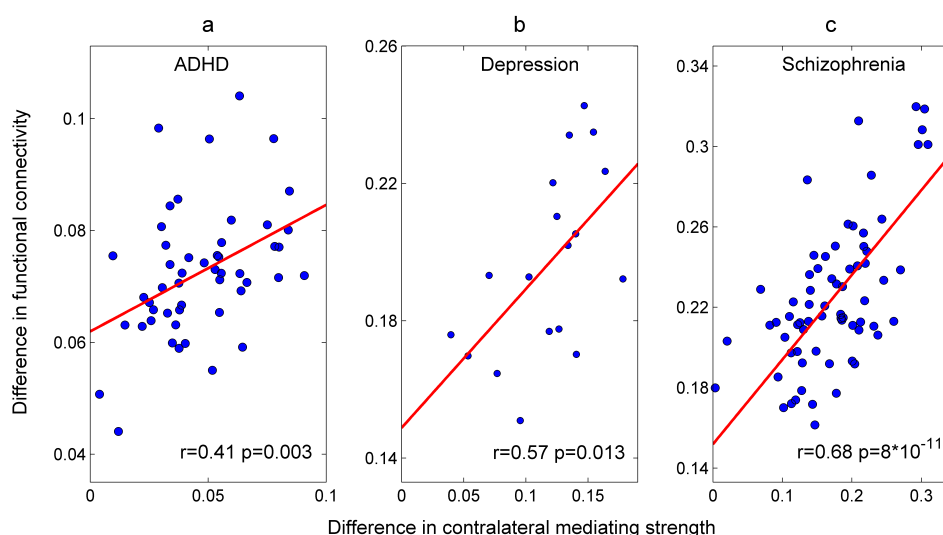 a
b
c
ADHD
Depression
Schizophrenia
Difference in functional connectivity
0.1
0.08
0.06
0.04
0
0.05
0.1
r=0.41 p=0.003
0.26
0.22
0.18
0.14
0
0.05
0.1
0.15
r=0.57 p=0.013
0.34
0.3
0.26
0.22
0.18
0.14
0
0.1
0.2
0.3
r=0.68 p=8*10⁻¹¹
Difference in contralateral mediating strength